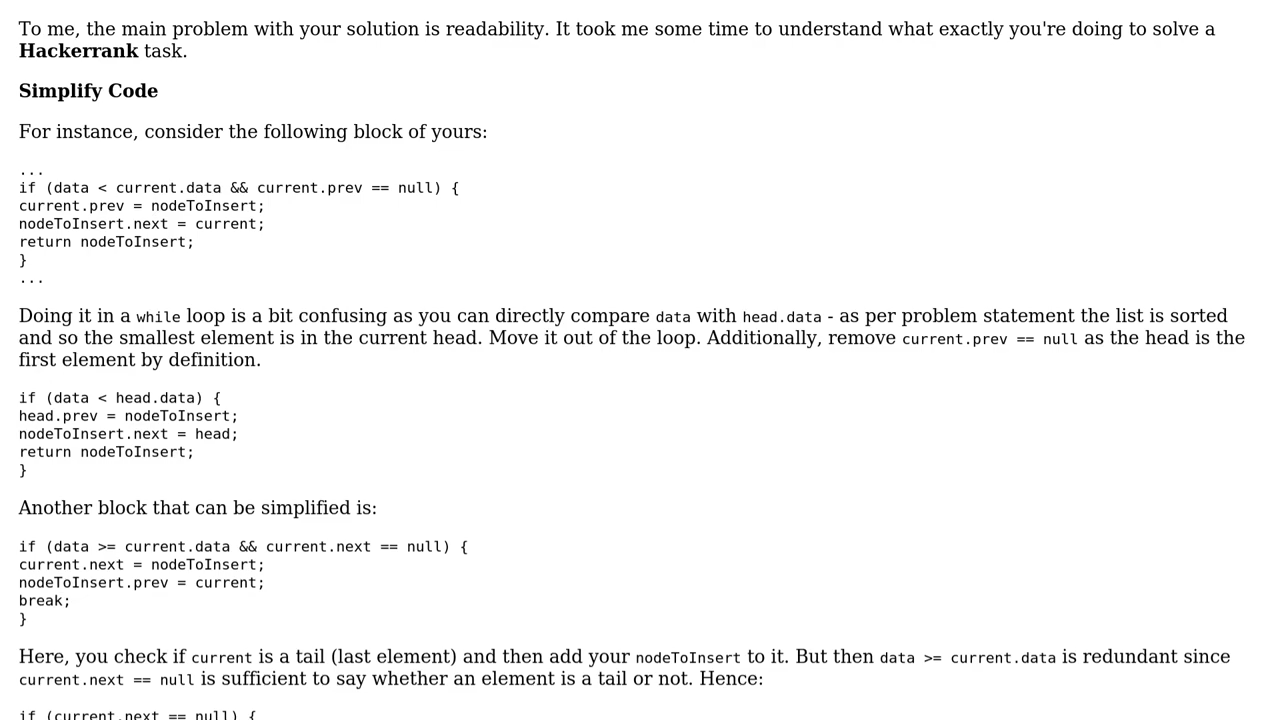 To me, the main problem with your solution is readability. It took me some time to understand what exactly you're doing to solve a
Hackerrank task.
Simplify Code
For instance, consider the following block of yours:
...
if (data < current.data && current.prev == null) {
current.prev = nodeToInsert;
nodeToInsert.next = current;
return nodeToInsert;
}
...
Doing it in a while loop is a bit confusing as you can directly compare data with head.data - as per problem statement the list is sorted
and so the smallest element is in the current head. Move it out of the loop. Additionally, remove current.prev == null as the head is the
first element by definition.
if (data < head.data) {
head.prev = nodeToInsert;
nodeToInsert.next = head;
return nodeToInsert;
}
Another block that can be simplified is:
if (data >= current.data && current.next == null) {
current.next = nodeToInsert;
nodeToInsert.prev = current;
break;
}
Here, you check if current is a tail (last element) and then add your nodeToInsert to it. But then data >= current.data is redundant since
current.next == null is sufficient to say whether an element is a tail or not. Hence:
if (current.next == null) {